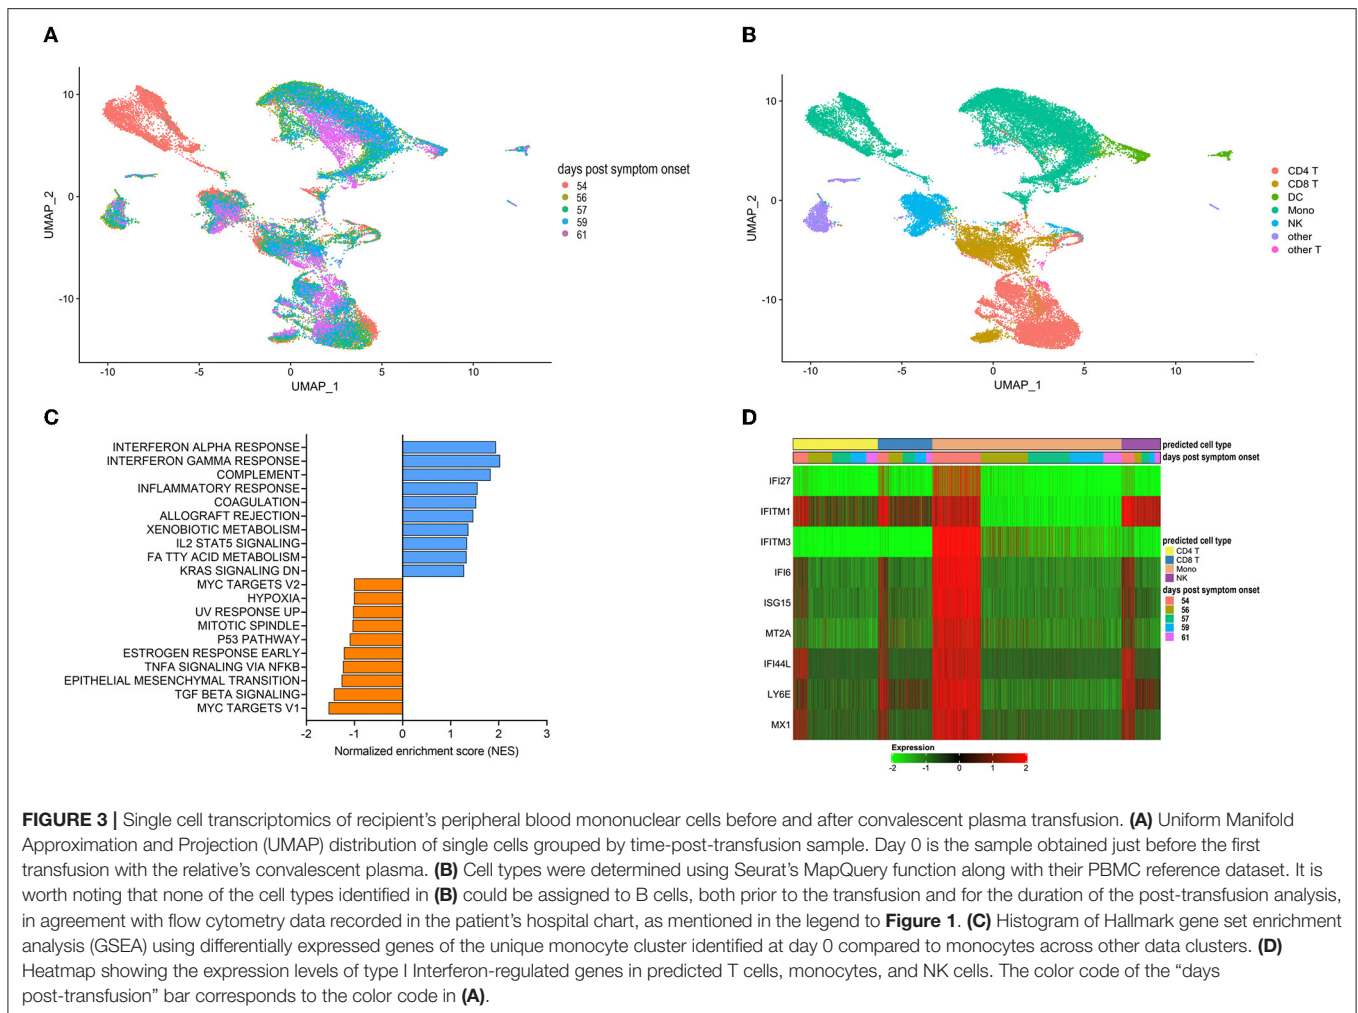 A
10
0
-10
UMAP_2
-10
-5
0
5
10
UMAP_1
days post symptom onset
54
56
57
59
61
B
10
0
-10
UMAP_2
-10
-5
0
5
10
UMAP_1
CD4 T
CD8 T
DC
Mono
NK
other
other T
C
INTERFERON ALPHA RESPONSE
INTERFERON GAMMA RESPONSE
COMPLEMENT
INFLAMMATORY RESPONSE
COAGULATION
ALLOGRAFT REJECTION
XENOBIOTIC METABOLISM
IL2 STAT5 SIGNALING
FA TTY ACID METABOLISM
KRAS SIGNALING DN
MYC TARGETS V2
HYPOXIA
UV RESPONSE UP
MITOTIC SPINDLE
P53 PATHWAY
ESTROGEN RESPONSE EARLY
TNFA SIGNALING VIA NFKB
EPITHELIAL MESENCHYMAL TRANSITION
TGF BETA SIGNALING
MYC TARGETS V1
-2
-1
0
1
2
3
Normalized enrichment score (NES)
D
predicted cell type
days post symptom onset
IFI27
IFITM1
IFITM3
IFI6
ISG15
MT2A
IFI44L
LY6E
MX1
predicted cell type
CD4 T
CD8 T
Mono
NK
days post symptom onset
54
56
57
59
61
Expression
-2
-1
0
1
2
FIGURE 3 | Single cell transcriptomics of recipient's peripheral blood mononuclear cells before and after convalescent plasma transfusion. (A) Uniform Manifold
Approximation and Projection (UMAP) distribution of single cells grouped by time-post-transfusion sample. Day 0 is the sample obtained just before the first
transfusion with the relative's convalescent plasma. (B) Cell types were determined using Seurat's MapQuery function along with their PBMC reference dataset. It is
worth noting that none of the cell types identified in (B) could be assigned to B cells, both prior to the transfusion and for the duration of the post-transfusion analysis,
in agreement with flow cytometry data recorded in the patient's hospital chart, as mentioned in the legend to Figure 1. (C) Histogram of Hallmark gene set enrichment
analysis (GSEA) using differentially expressed genes of the unique monocyte cluster identified at day 0 compared to monocytes across other data clusters. (D)
Heatmap showing the expression levels of type I Interferon-regulated genes in predicted T cells, monocytes, and NK cells. The color code of the “days
post-transfusion” bar corresponds to the color code in (A).